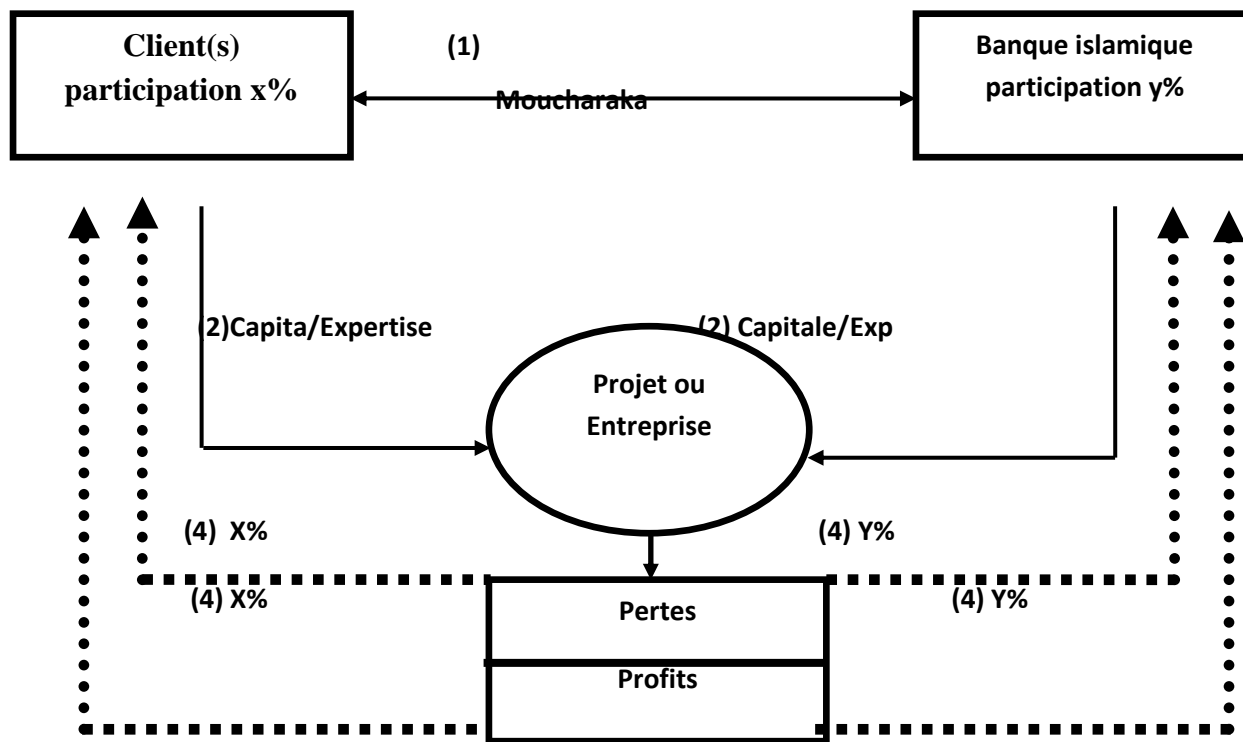 Client(s)
participation x%
(1)
Moucharaka
Banque islamique
participation y%
(2)Capita/Expertise
(2) Capitale/Exp
Projet ou
Entreprise
(4) X%
(4) Y%
(4) X%
(4) Y%
Pertes
Profits